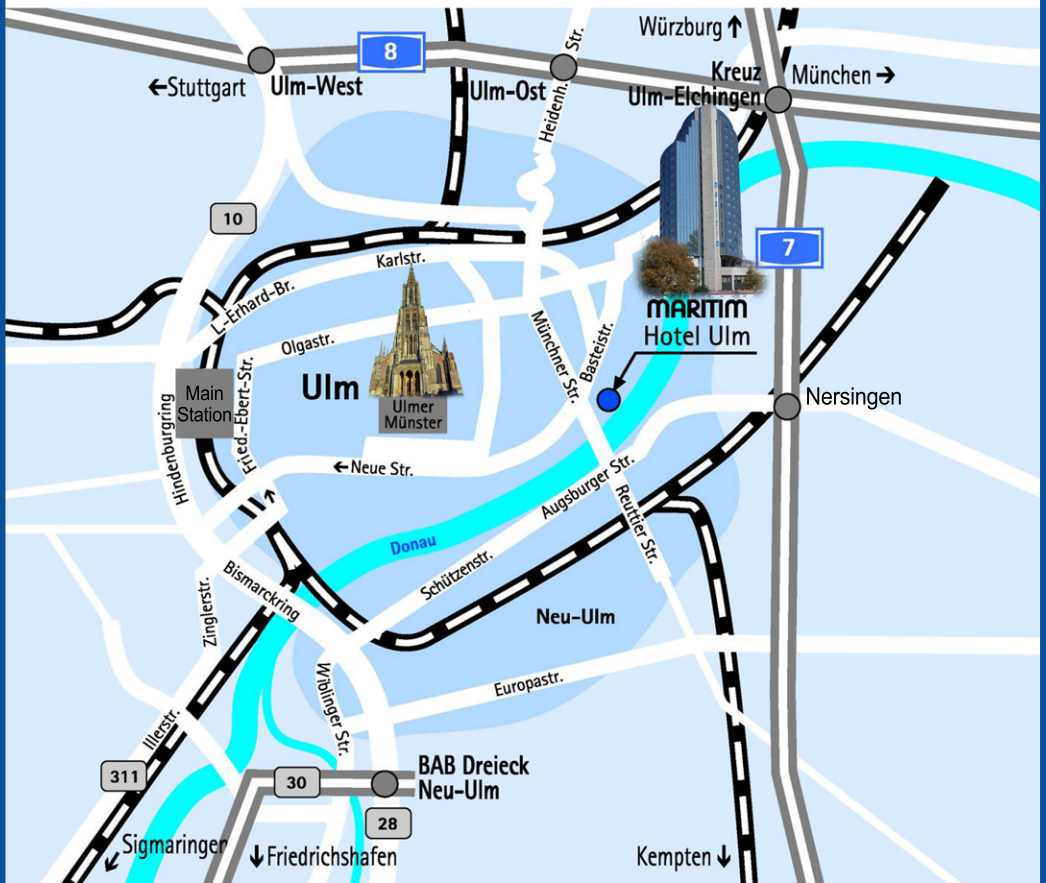 Würzburg ↑
8
←Stuttgart
Ulm-West
Ulm-Ost
Heidenh. Str.
Kreuz
Ulm-Elchingen
München →
10
Karlstr.
L.-Erhard-Br.
Olgastr.
7
MARITIM
Hotel Ulm
Münchner Str.
Basteistr.
Main
Station
Fried.-Ebert-Str.
Ulm
Ulmer
Münster
Nersingen
Hindenburgring
←Neue Str.
Augsburger Str.
Reuttier Str.
Donau
Schützenstr.
Bismarckring
Zinglerstr.
Neu-Ulm
Wiblinger Str.
Europastr.
Illerstr.
311
30
BAB Dreieck
Neu-Ulm
28
↙Sigmaringen
↓Friedrichshafen
Kempten↓